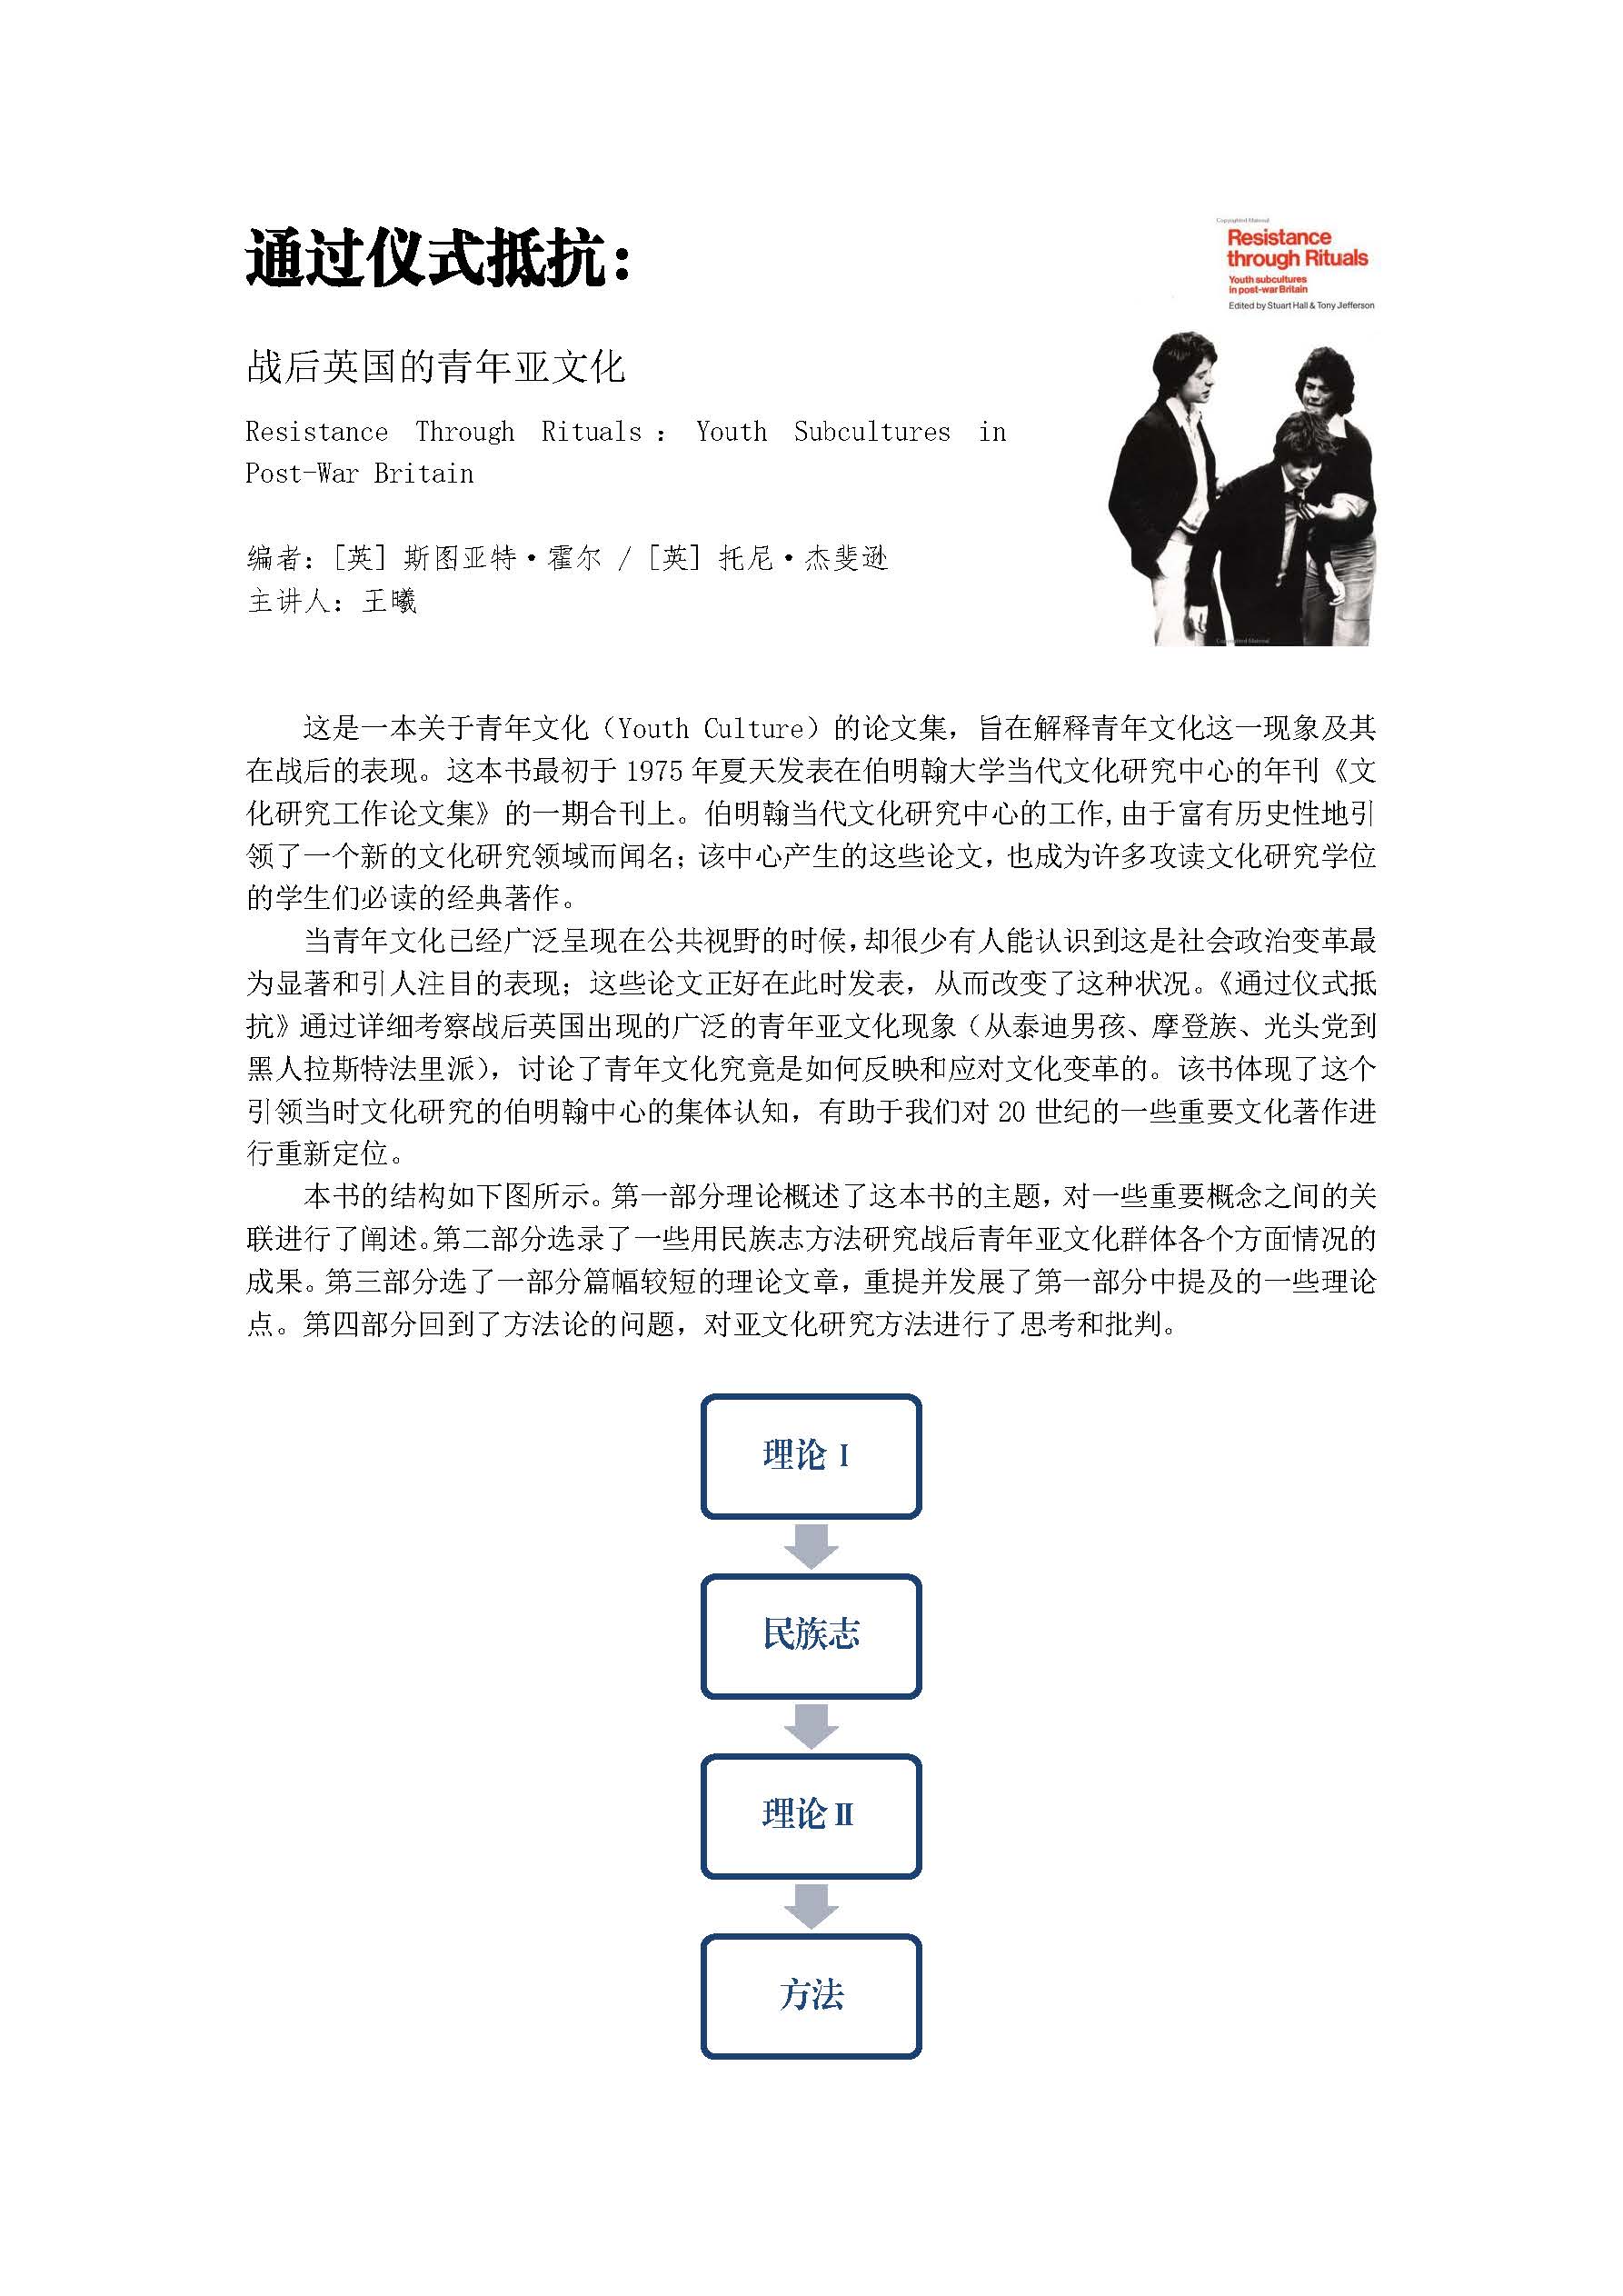 通过仪式抵抗：
战后英国的青年亚文化
Resistance Through Rituals： Youth Subcultures in
Post-War Britain
编者：[英] 斯图亚特·霍尔 / [英] 托尼·杰斐逊
主讲人：王曦
Copyrighted Material
Resistance
through Rituals
Youth subcultures
in post-war Britain
Edited by Stuart Hall & Tony Jefferson
Copyrighted Material
这是一本关于青年文化（Youth Culture）的论文集，旨在解释青年文化这一现象及其
在战后的表现。这本书最初于 1975 年夏天发表在伯明翰大学当代文化研究中心的年刊《文
化研究工作论文集》的一期合刊上。伯明翰当代文化研究中心的工作,由于富有历史性地引
领了一个新的文化研究领域而闻名；该中心产生的这些论文，也成为许多攻读文化研究学位
的学生们必读的经典著作。
当青年文化已经广泛呈现在公共视野的时候，却很少有人能认识到这是社会政治变革最
为显著和引人注目的表现；这些论文正好在此时发表，从而改变了这种状况。《通过仪式抵
抗》通过详细考察战后英国出现的广泛的青年亚文化现象（从泰迪男孩、摩登族、光头党到
黑人拉斯特法里派），讨论了青年文化究竟是如何反映和应对文化变革的。该书体现了这个
引领当时文化研究的伯明翰中心的集体认知，有助于我们对 20 世纪的一些重要文化著作进
行重新定位。
本书的结构如下图所示。第一部分理论概述了这本书的主题，对一些重要概念之间的关
联进行了阐述。第二部分选录了一些用民族志方法研究战后青年亚文化群体各个方面情况的
成果。第三部分选了一部分篇幅较短的理论文章，重提并发展了第一部分中提及的一些理论
点。第四部分回到了方法论的问题，对亚文化研究方法进行了思考和批判。
理论 I
民族志
理论 II
方法